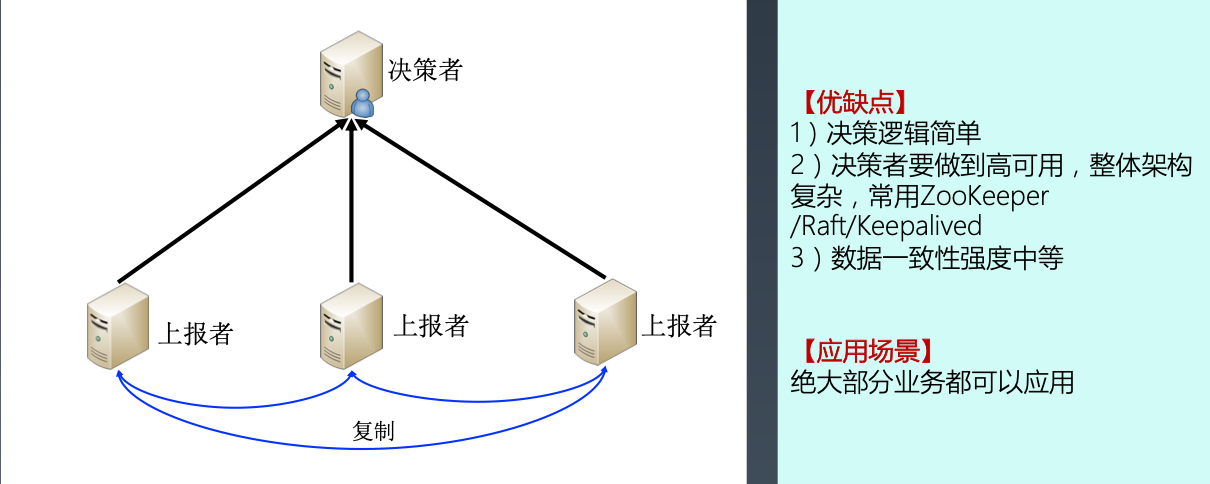 决策者
上报者
上报者
上报者
复制
【优缺点】
1）决策逻辑简单
2）决策者要做到高可用，整体架构
复杂，常用ZooKeeper
/Raft/Keepalived
3）数据一致性强度中等
【应用场景】
绝大部分业务都可以应用